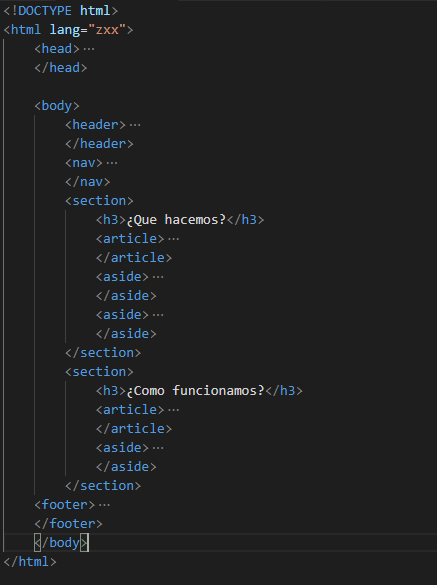 <!DOCTYPE html>
<html lang="zxx">
<head>…
</head>
<body>
<header>…
</header>
<nav>…
</nav>
<section>
<h3>¿Que hacemos?</h3>
<article>…
</article>
<aside>…
</aside>
<aside>…
</aside>
</section>
<section>
<h3>¿Como funcionamos?</h3>
<article>…
</article>
<aside>…
</aside>
</section>
<footer>…
</footer>
</body>
</html>